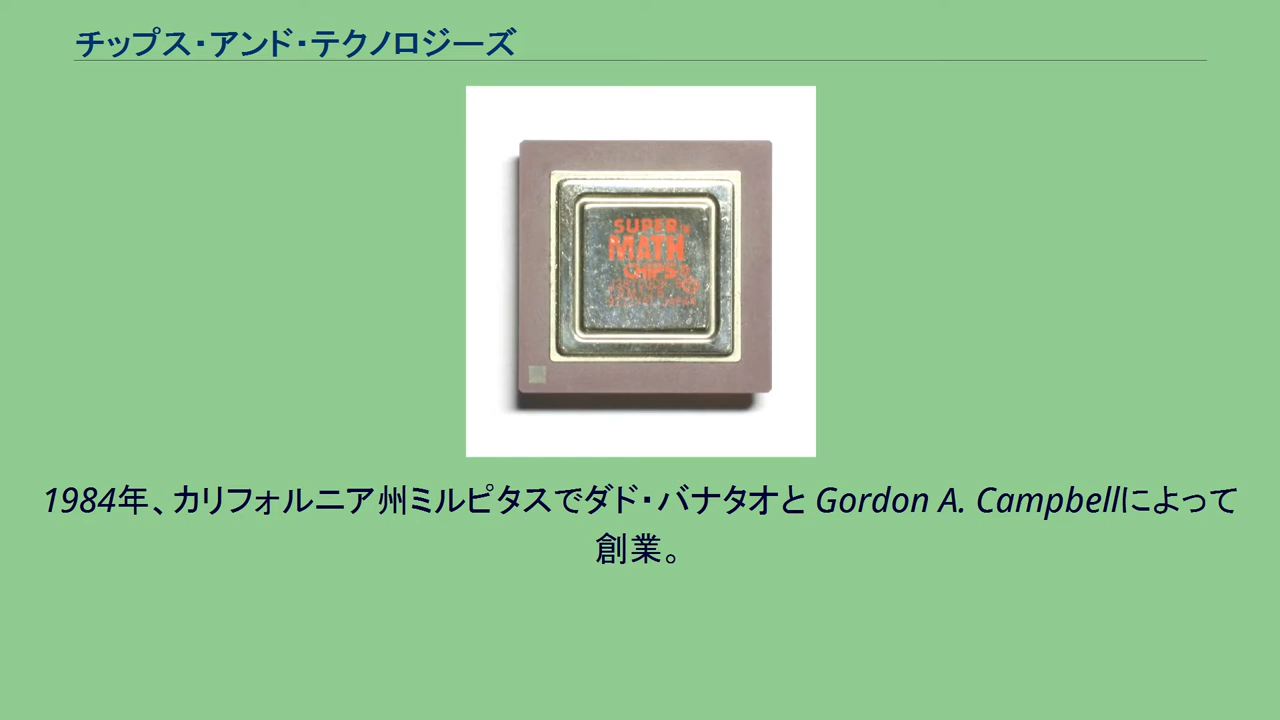 チップス・アンド・テクノロジーズ
SUPER
MATH
CHIPS
1984年、カリフォルニア州ミルピタスでダド・バナタオと Gordon A. Campbellによって
創業。